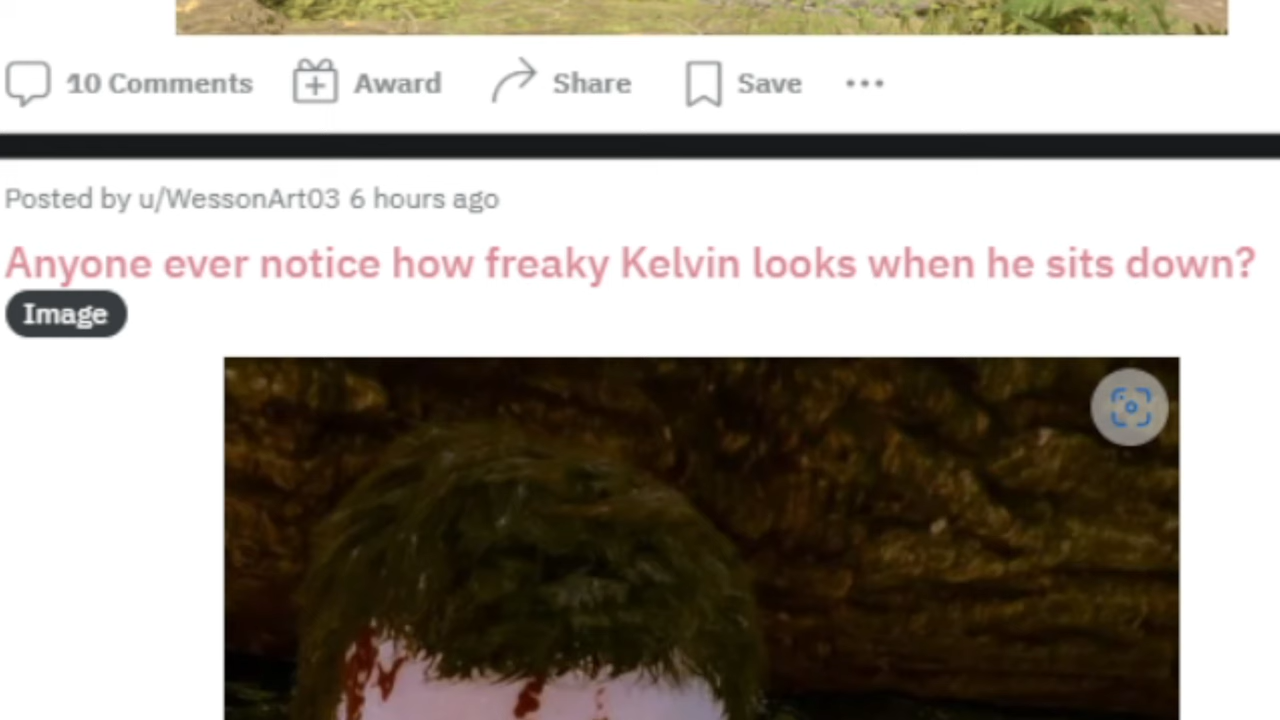 10 Comments Award Share Save
Posted by u/WessonArt03 6 hours ago
Anyone ever notice how freaky Kelvin looks when he sits down?
Image